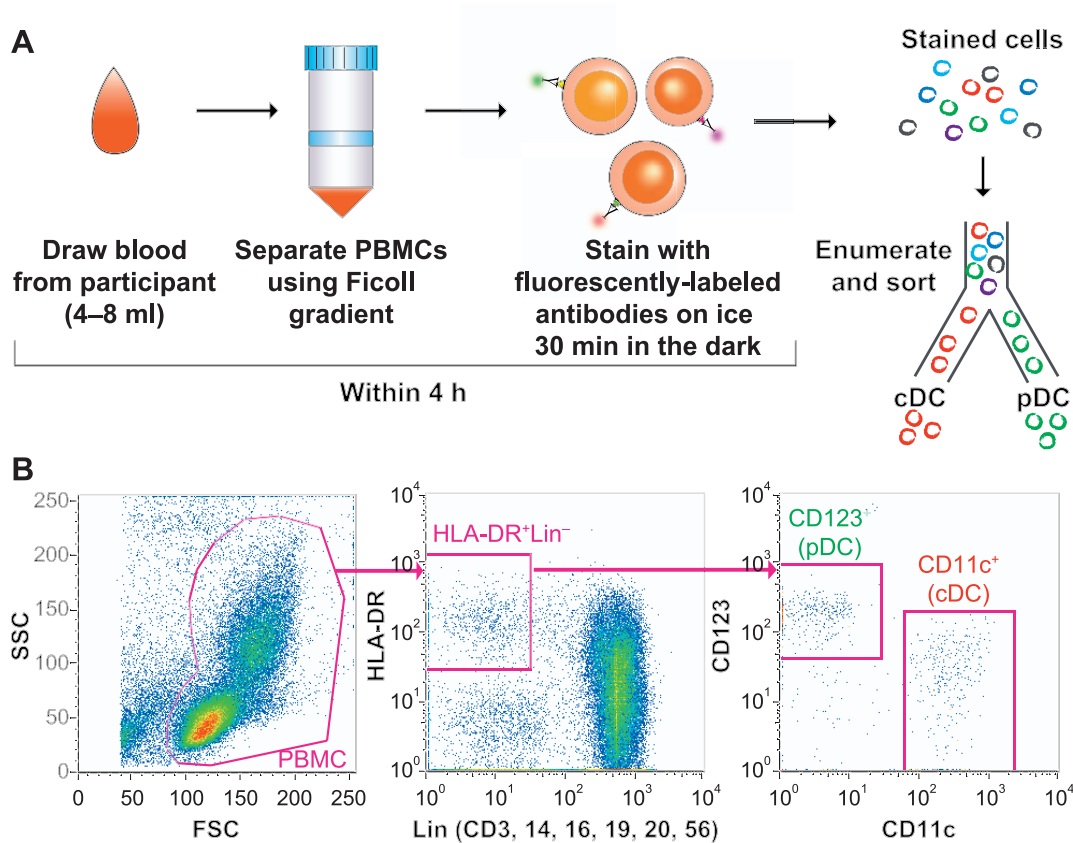 A
Draw blood
from participant
(4–8 ml)
Separate PBMCs
using Ficoll
gradient
Stain with
fluorescently-labeled
antibodies on ice
30 min in the dark
Within 4 h
Stained cells
Enumerate
and sort
cDC
pDC
B
SSC
250
200
150
100
50
0
PBMC
0 50 100 150 200 250
FSC
HLA-DR
10⁴
10³
10²
10¹
10⁰
HLA-DR⁺Lin⁻
10⁰ 10¹ 10² 10³ 10⁴
Lin (CD3, 14, 16, 19, 20, 56)
CD123
10⁴
10³
10²
10¹
10⁰
CD123⁺
(pDC)
CD11c⁺
(cDC)
10⁰ 10¹ 10² 10³ 10⁴
CD11c